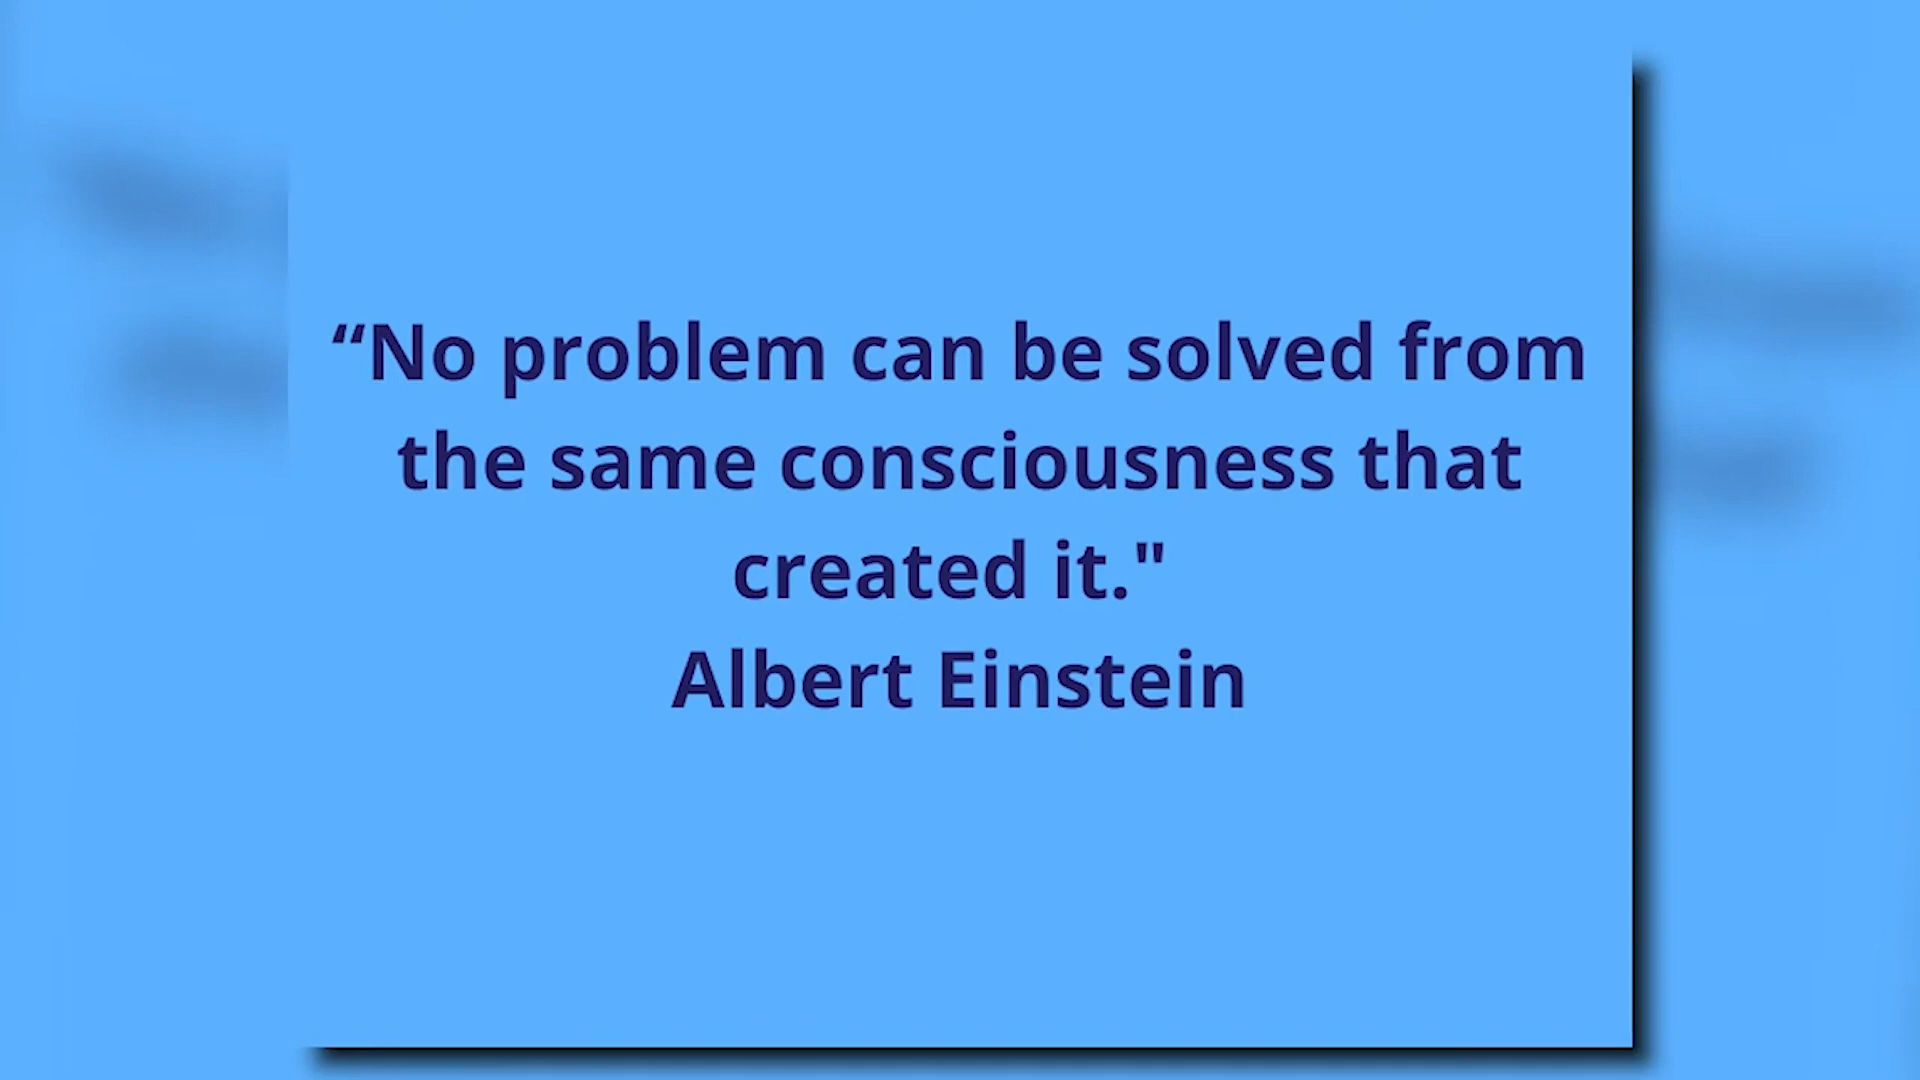 “No problem can be solved from
the same consciousness that
created it."
Albert Einstein